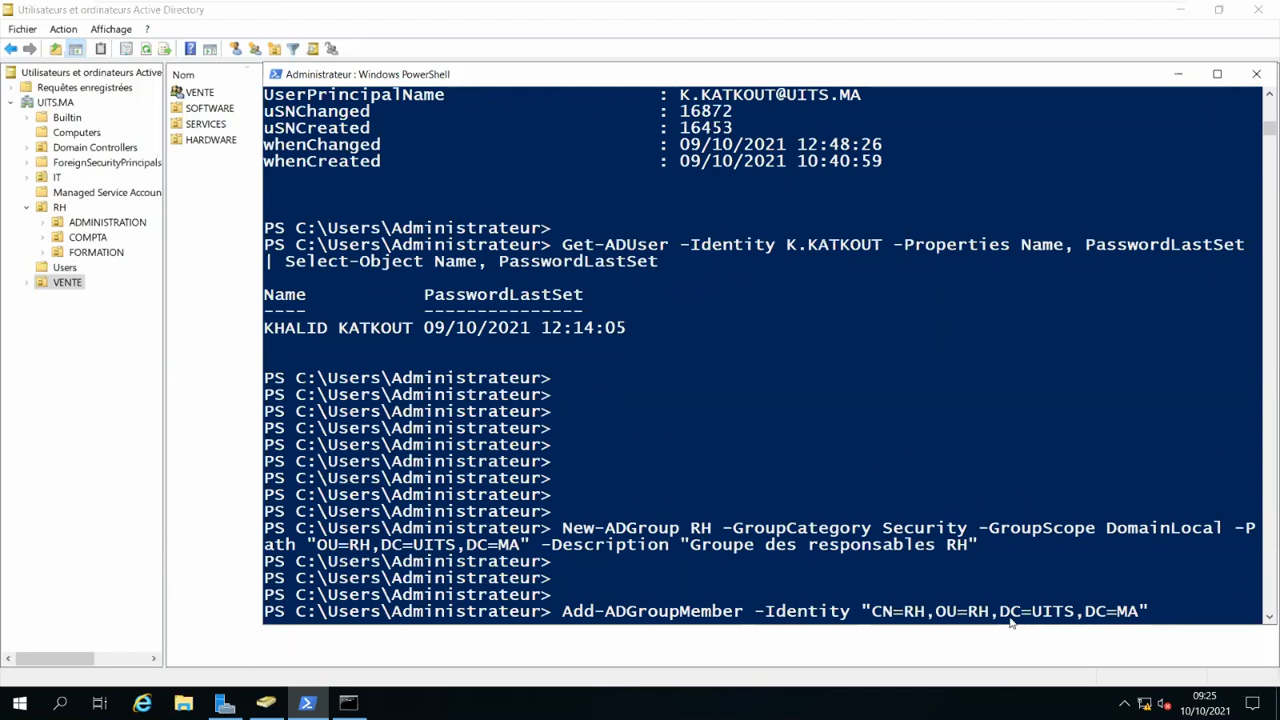 Utilisateurs et ordinateurs Active Directory
Fichier Action Affichage ?
Utilisateurs et ordinateurs Active
Requêtes enregistrées
UITS.MA
Builtin
Computers
Domain Controllers
ForeignSecurityPrincipals
IT
Managed Service Accoun
RH
ADMINISTRATION
COMPTA
FORMATION
Users
VENTE
Nom
VENTE
SOFTWARE
SERVICES
HARDWARE
Administrateur : Windows PowerShell
UserPrincipalName : K.KATKOUT@UITS.MA
uSNChanged : 16872
uSNCreated : 16453
whenChanged : 09/10/2021 12:48:26
whenCreated : 09/10/2021 10:40:59
PS C:\Users\Administrateur>
PS C:\Users\Administrateur> Get-ADUser -Identity K.KATKOUT -Properties Name, PasswordLastSet
| Select-Object Name, PasswordLastSet
Name PasswordLastSet
---- ---------------
KHALID KATKOUT 09/10/2021 12:14:05
PS C:\Users\Administrateur>
PS C:\Users\Administrateur>
PS C:\Users\Administrateur>
PS C:\Users\Administrateur>
PS C:\Users\Administrateur>
PS C:\Users\Administrateur>
PS C:\Users\Administrateur>
PS C:\Users\Administrateur>
PS C:\Users\Administrateur>
PS C:\Users\Administrateur> New-ADGroup RH -GroupCategory Security -GroupScope DomainLocal -P
ath "OU=RH,DC=UITS,DC=MA" -Description "Groupe des responsables RH"
PS C:\Users\Administrateur>
PS C:\Users\Administrateur>
PS C:\Users\Administrateur>
PS C:\Users\Administrateur> Add-ADGroupMember -Identity "CN=RH,OU=RH,DC=UITS,DC=MA"
09:25
10/10/2021